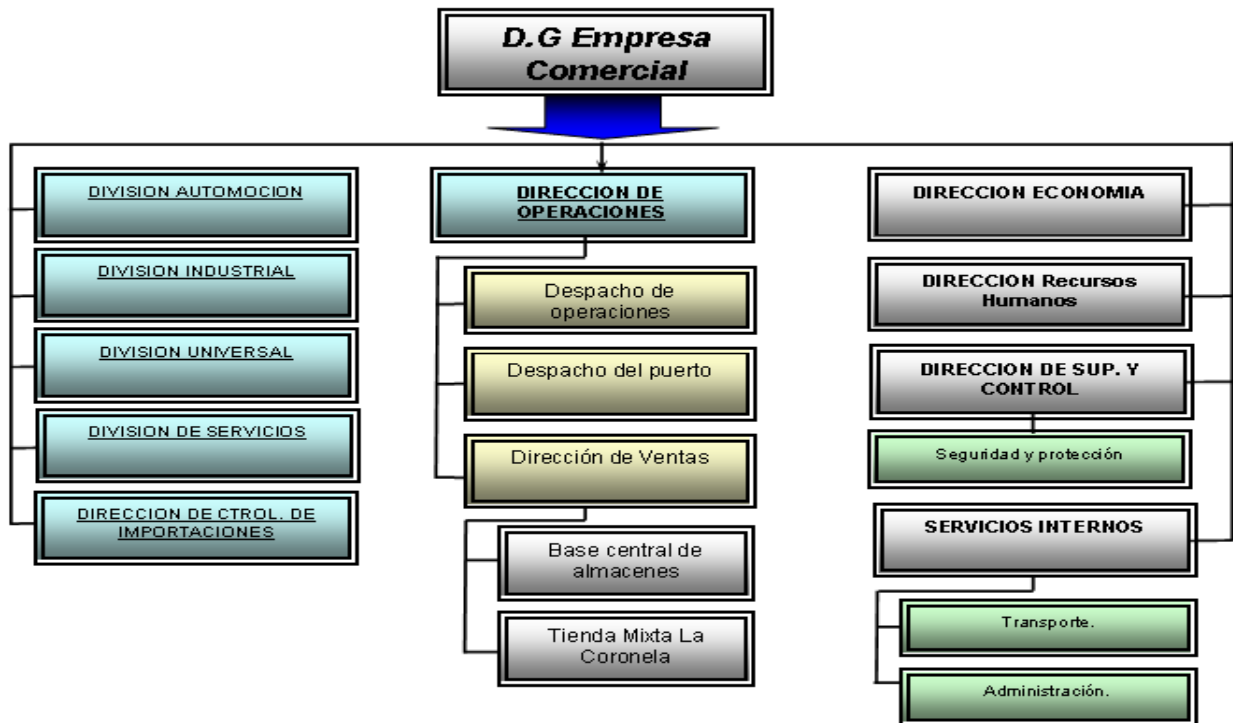 D.G Empresa
Comercial
DIVISION AUTOMOCION
DIVISION INDUSTRIAL
DIVISION UNIVERSAL
DIVISION DE SERVICIOS
DIRECCION DE CTROL. DE
IMPORTACIONES
DIRECCION DE
OPERACIONES
Despacho de
operaciones
Despacho del puerto
Dirección de Ventas
Base central de
almacenes
Tienda Mixta La
Coronela
DIRECCION ECONOMIA
DIRECCION Recursos
Humanos
DIRECCION DE SUP. Y
CONTROL
Seguridad y protección
SERVICIOS INTERNOS
Transporte.
Administración.